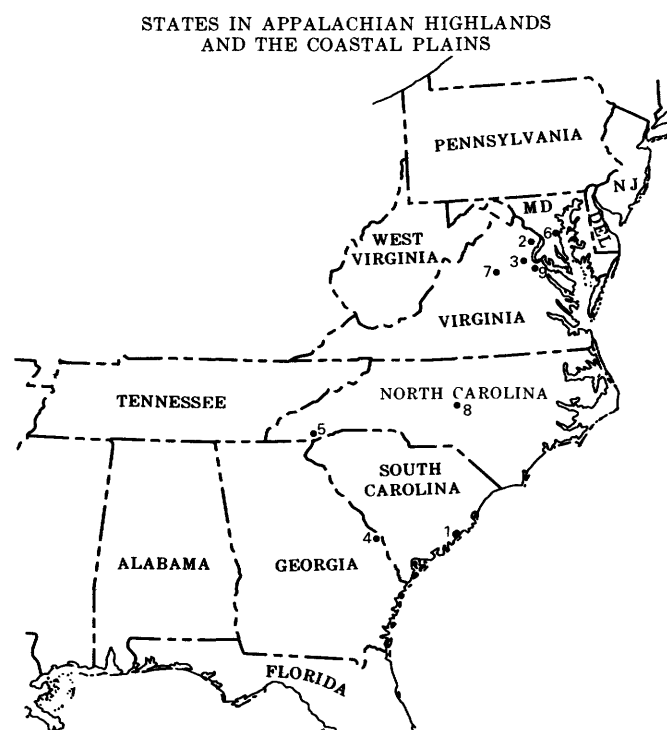 STATES IN APPALACHIAN HIGHLANDS
AND THE COASTAL PLAINS
PENNSYLVANIA
NJ
MD
DEL
WEST
VIRGINIA
2
6
3
9
7
VIRGINIA
TENNESSEE
NORTH CAROLINA
8
5
SOUTH
CAROLINA
4
1
ALABAMA
GEORGIA
FLORIDA